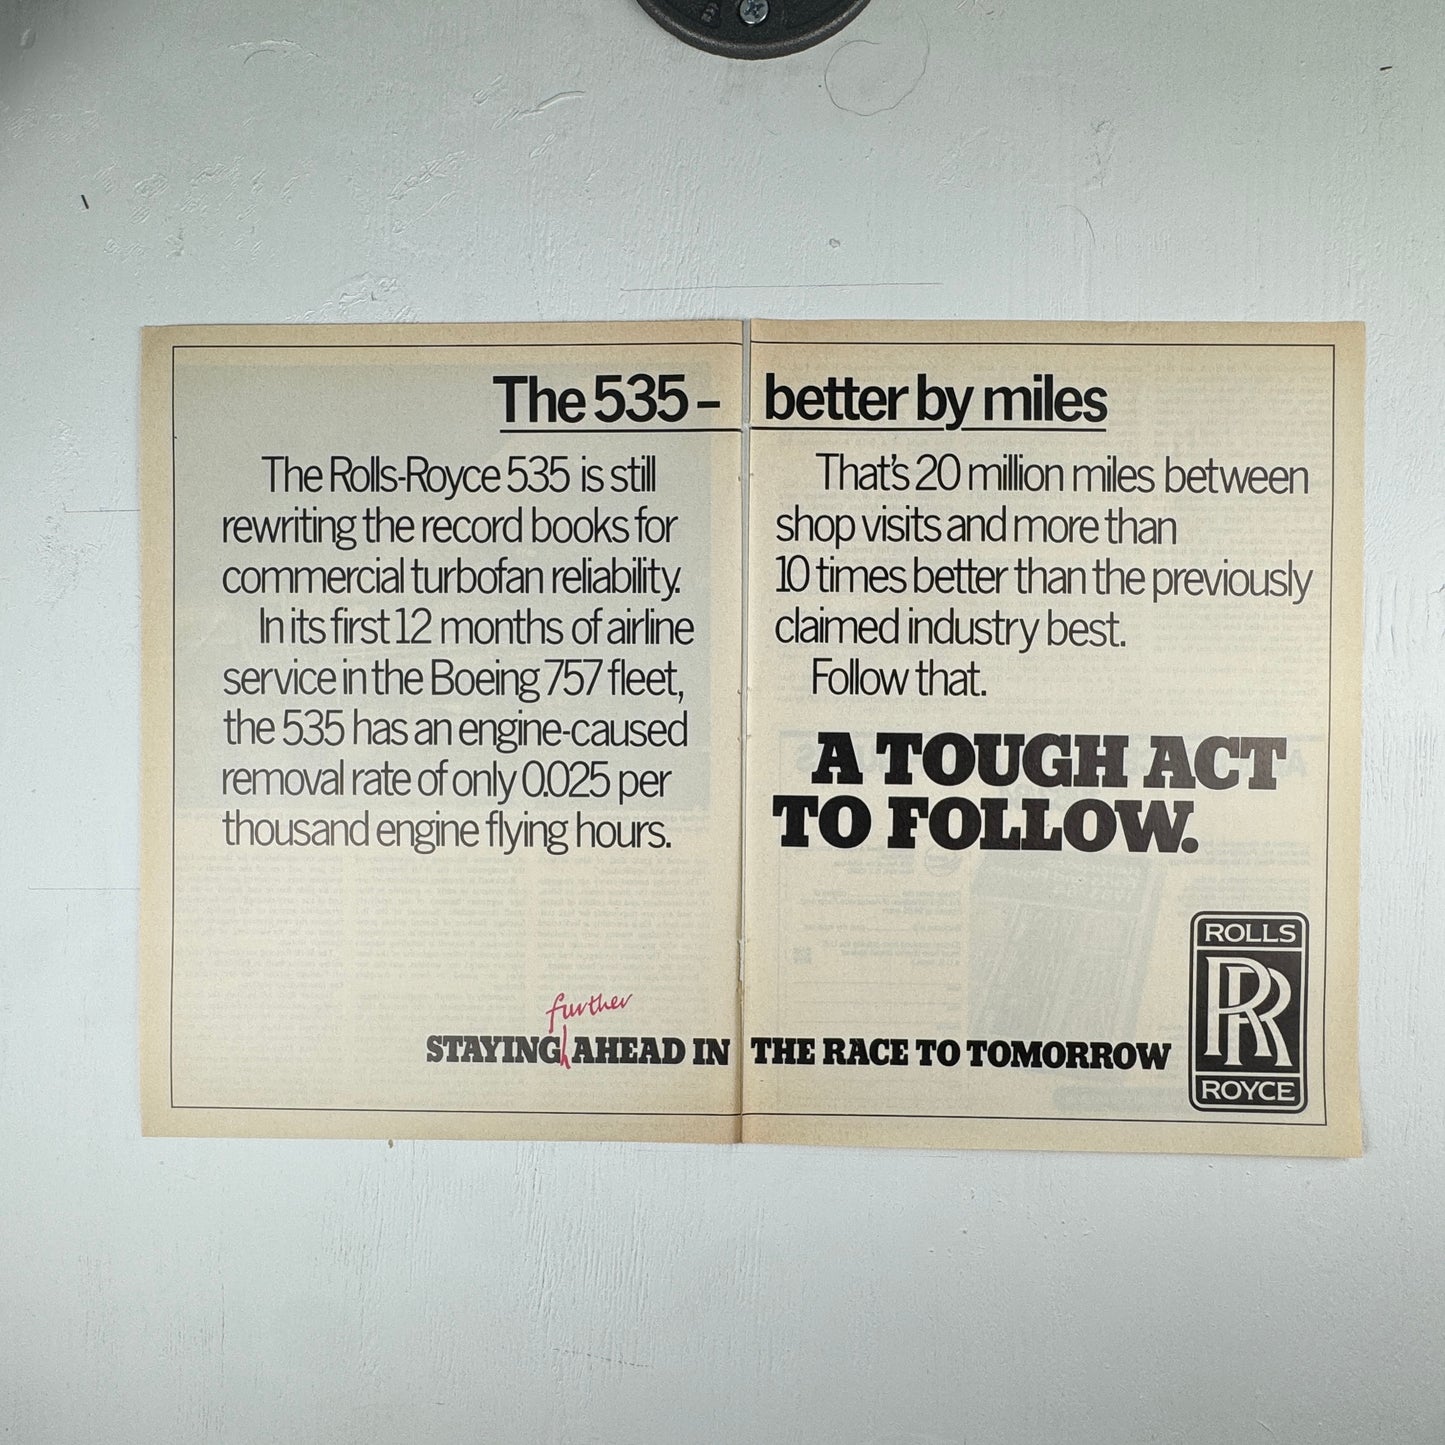 The 535 – better by miles
The Rolls-Royce 535 is still
rewriting the record books for
commercial turbofan reliability.
In its first 12 months of airline
service in the Boeing 757 fleet,
the 535 has an engine-caused
removal rate of only 0.025 per
thousand engine flying hours.
That's 20 million miles between
shop visits and more than
10 times better than the previously
claimed industry best.
Follow that.
A TOUGH ACT
TO FOLLOW.
further
STAYING AHEAD IN THE RACE TO TOMORROW
ROLLS
RR
ROYCE